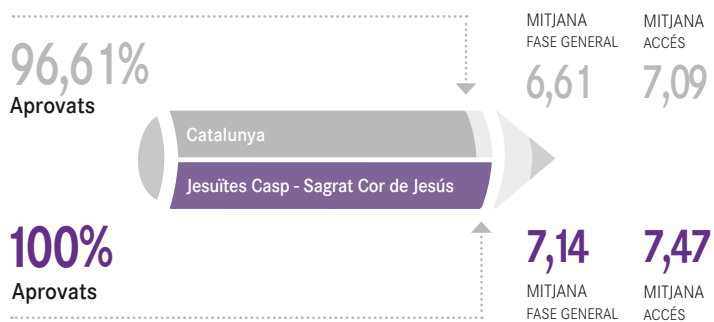 96,61%
Aprovats
MITJANA
FASE GENERAL
6,61
MITJANA
ACCÉS
7,09
Catalunya
Jesuïtes Casp - Sagrat Cor de Jesús
100%
Aprovats
7,14
MITJANA
FASE GENERAL
7,47
MITJANA
ACCÉS